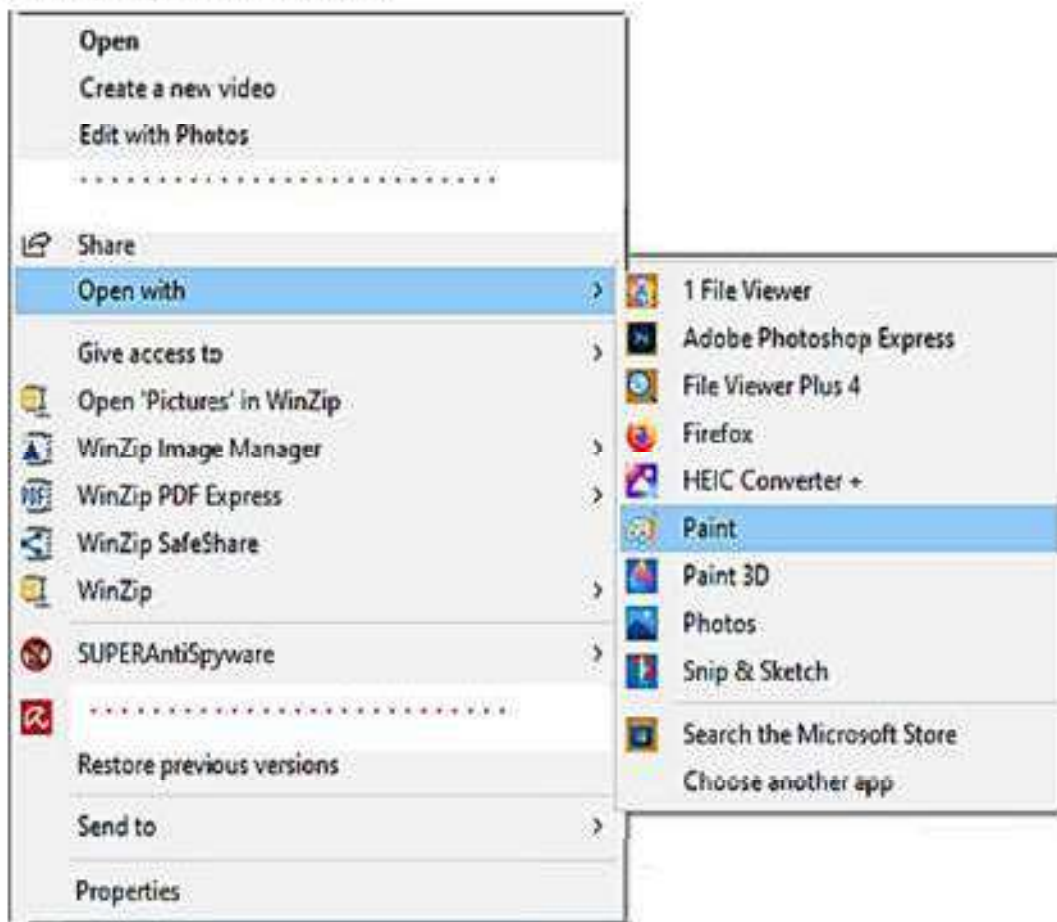 Open
Create a new video
Edit with Photos
Share
Open with
Give access to
Open 'Pictures' in WinZip
WinZip Image Manager
WinZip PDF Express
WinZip SafeShare
WinZip
SUPERAntiSpyware
Restore previous versions
Send to
Properties
1 File Viewer
Adobe Photoshop Express
File Viewer Plus 4
Firefox
HEIC Converter +
Paint
Paint 3D
Photos
Snip & Sketch
Search the Microsoft Store
Choose another app